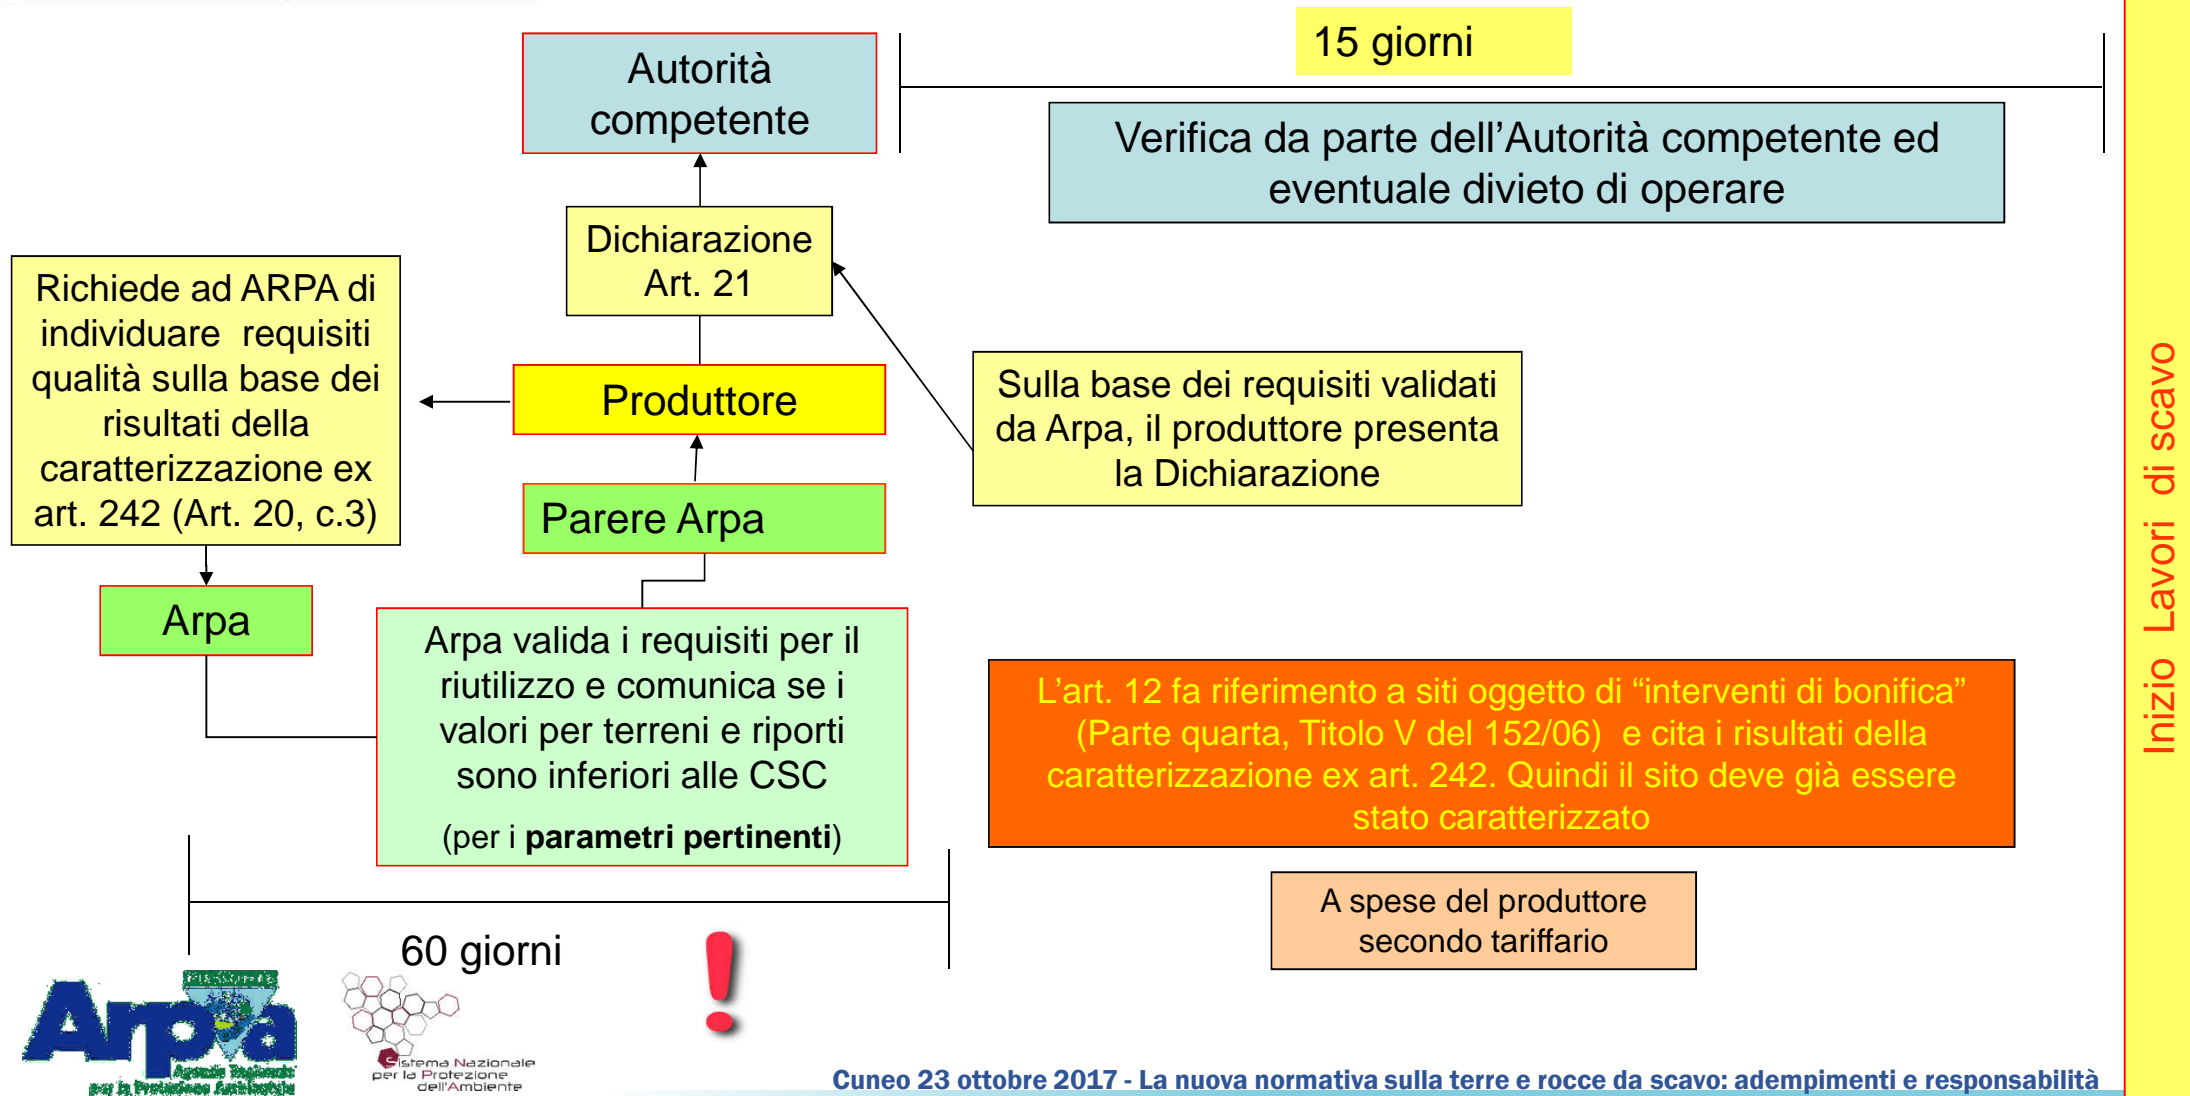 15 giorni
Autorità
competente
Verifica da parte dell’Autorità competente ed
eventuale divieto di operare
Dichiarazione
Art. 21
Richiede ad ARPA di
individuare requisiti
qualità sulla base dei
risultati della
caratterizzazione ex
art. 242 (Art. 20, c.3)
Produttore
Sulla base dei requisiti validati
da Arpa, il produttore presenta
la Dichiarazione
Parere Arpa
Arpa
Arpa valida i requisiti per il
riutilizzo e comunica se i
valori per terreni e riporti
sono inferiori alle CSC
(per i parametri pertinenti)
L’art. 12 fa riferimento a siti oggetto di “interventi di bonifica”
(Parte quarta, Titolo V del 152/06) e cita i risultati della
caratterizzazione ex art. 242. Quindi il sito deve già essere
stato caratterizzato
A spese del produttore
secondo tariffario
60 giorni
!
Inizio Lavori di scavo
Arpa
Agenzia Regionale
per la Protezione Ambientale
Sistema Nazionale
per la Protezione
dell'Ambiente
Cuneo 23 ottobre 2017 - La nuova normativa sulla terre e rocce da scavo: adempimenti e responsabilità